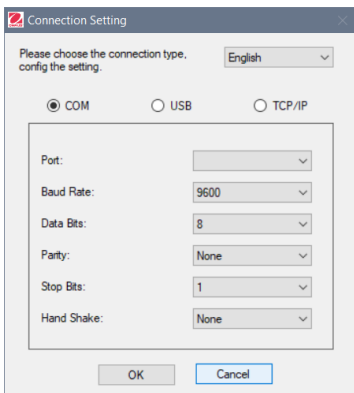 Connection Setting
Please choose the connection type,
config the setting.
English
COM USB TCP/IP
Port:
Baud Rate: 9600
Data Bits: 8
Parity: None
Stop Bits: 1
Hand Shake: None
OK Cancel